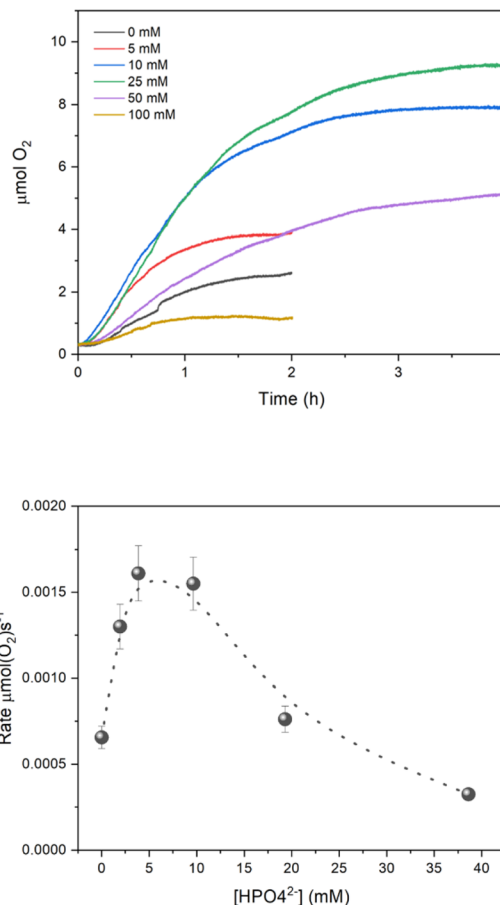 10
8
6
4
2
0
μmol O₂
0 mM
5 mM
10 mM
25 mM
50 mM
100 mM
0 1 2 3
Time (h)
0.0020
0.0015
0.0010
0.0005
0.0000
Rate μmol(O₂)s⁻¹
0 5 10 15 20 25 30 35 40
[HPO4²⁻] (mM)